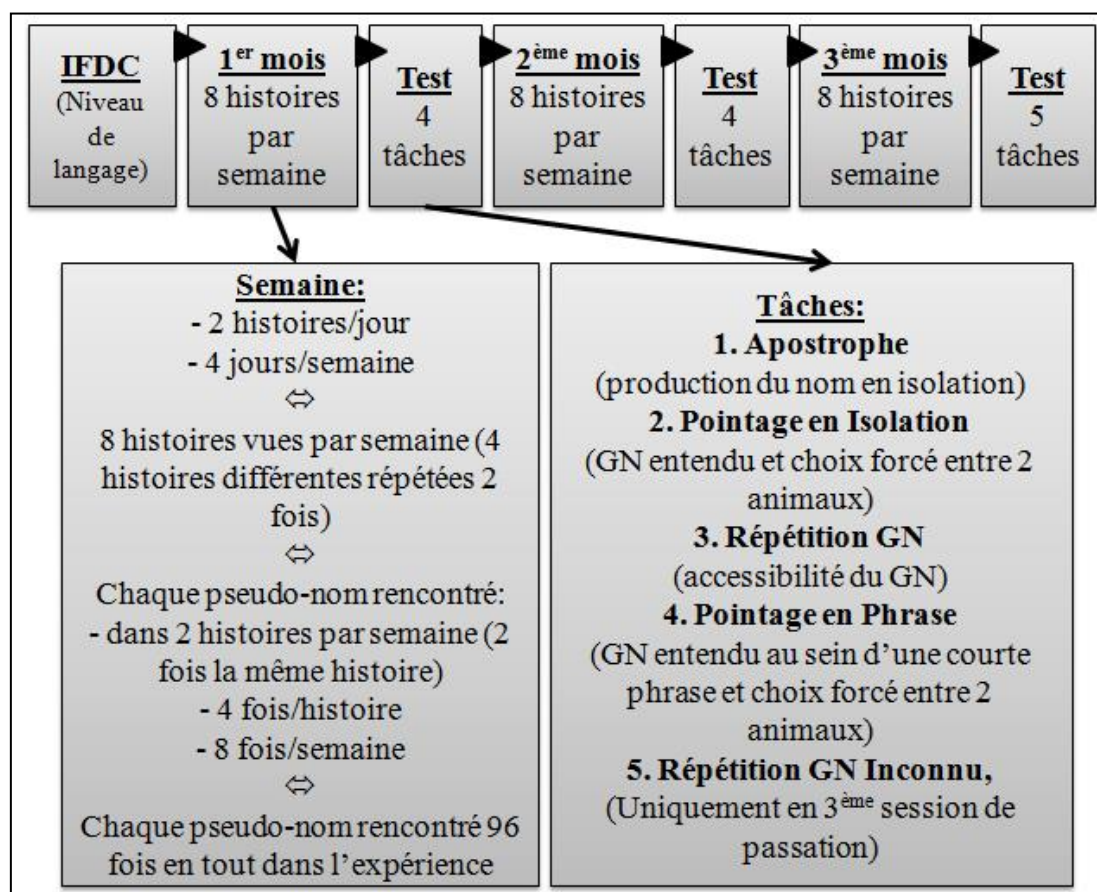 IFDC
(Niveau
de
langage)
1er mois
8 histoires
par
semaine
Test
4
tâches
2ème mois
8 histoires
par
semaine
Test
4
tâches
3ème mois
8 histoires
par
semaine
Test
5
tâches
Semaine:
- 2 histoires/jour
- 4 jours/semaine
⇔
8 histoires vues par semaine (4
histoires différentes répétées 2
fois)
⇔
Chaque pseudo-nom rencontré:
- dans 2 histoires par semaine (2
fois la même histoire)
- 4 fois/histoire
- 8 fois/semaine
⇔
Chaque pseudo-nom rencontré 96
fois en tout dans l'expérience
Tâches:
1. Apostrophe
(production du nom en isolation)
2. Pointage en Isolation
(GN entendu et choix forcé entre 2
animaux)
3. Répétition GN
(accessibilité du GN)
4. Pointage en Phrase
(GN entendu au sein d'une courte
phrase et choix forcé entre 2
animaux)
5. Répétition GN Inconnu,
(Uniquement en 3ème session de
passation)